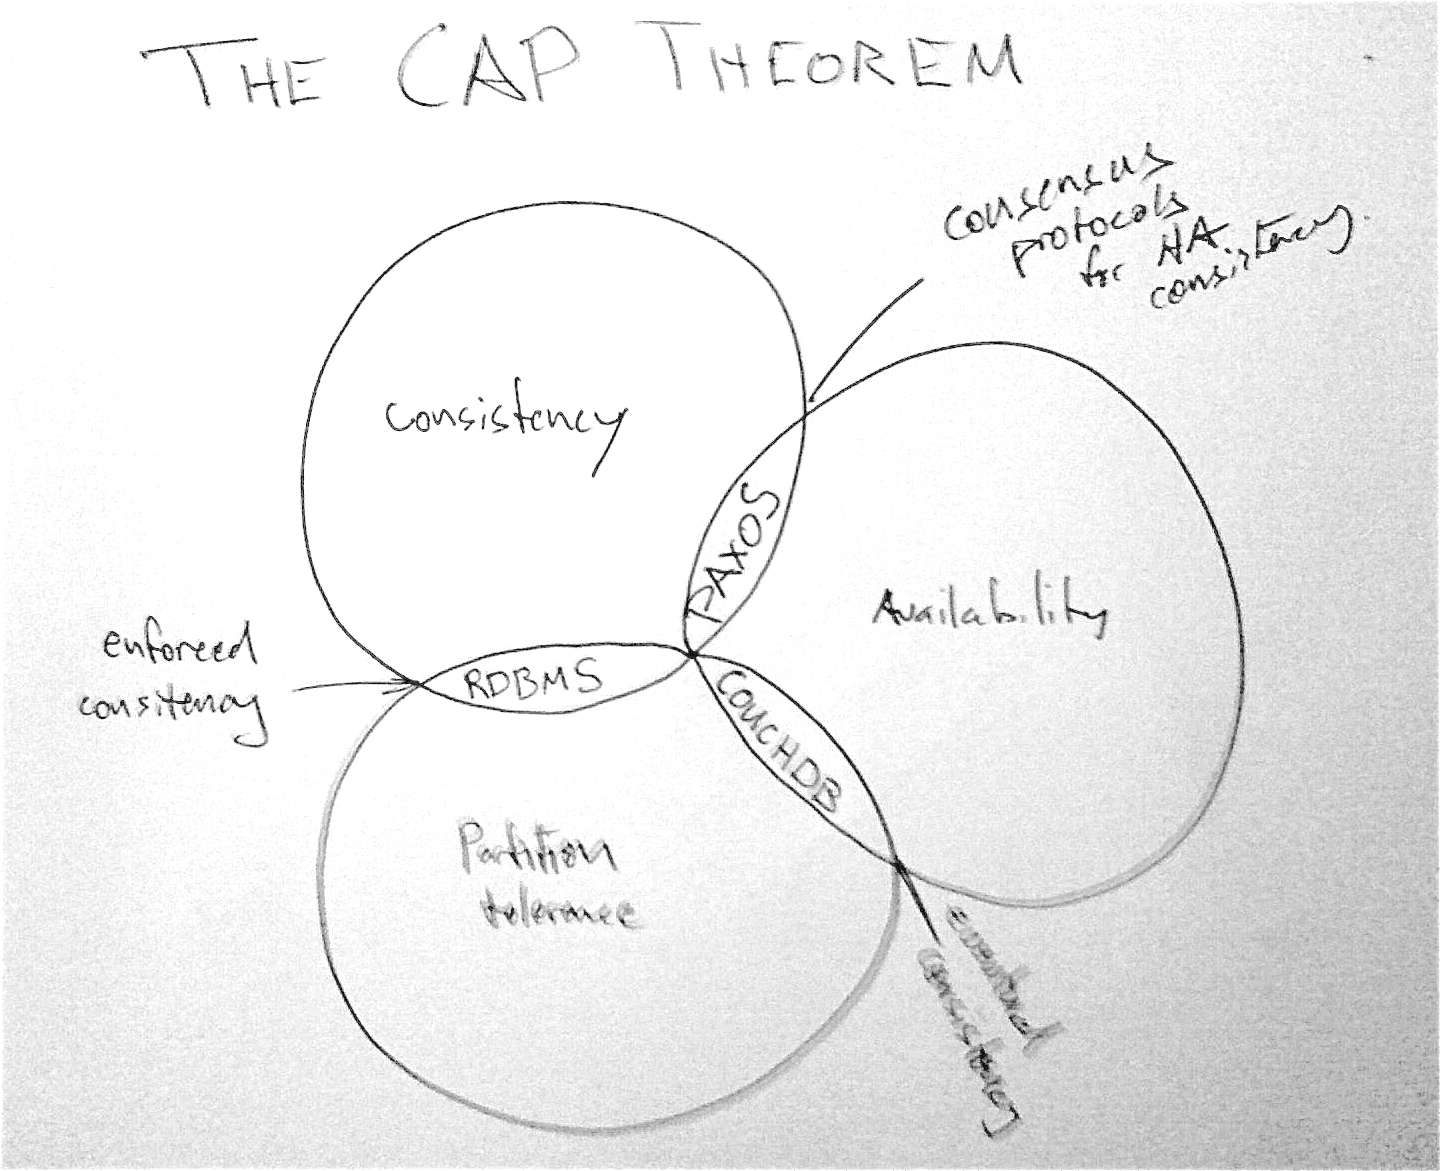 THE CAP THEOREM
consensus
protocols
for HA
consistency
Consistency
PAXOS
Availability
enforced
consitency
RDBMS
COUCHDB
Partition
tolerance
eventual
consistency